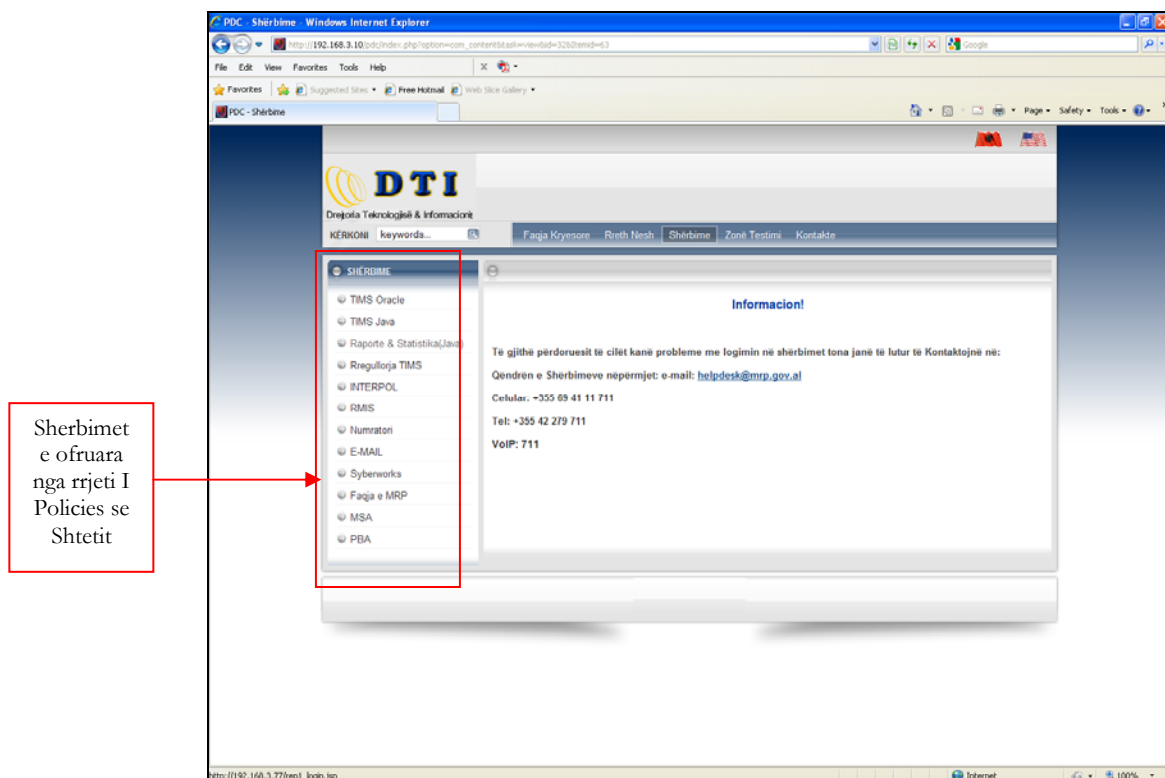 PDC - Shërbime - Windows Internet Explorer
http://192.168.3.10/pdc/index.php?option=com_content&task=view&id=32&Itemid=63
Google
File Edit View Favorites Tools Help
X
Favorites Suggested Sites Free Hotmail Web Slice Gallery
PDC - Shërbime
Page Safety Tools
DTI
Drejtoria Teknologjisë & Informacionit
KËRKONI keywords...
Faqja Kryesore Rreth Nesh Shërbime Zonë Testimi Kontakte
SHËRBIME
TIMS Oracle
TIMS Java
Raporte & Statistika(Java)
Rregullorja TIMS
INTERPOL
RMIS
Numratori
E-MAIL
Syberworks
Faqja e MRP
MSA
PBA
Informacion!
Të gjithë përdoruesit të cilët kanë probleme me logimin në shërbimet tona janë të lutur të Kontaktojnë në:
Qendrën e Shërbimeve nëpërmjet: e-mail: helpdesk@mrp.gov.al
Celular: +355 69 41 11 711
Tel: +355 42 279 711
VoIP: 711
Sherbimet
e ofruara
nga rrjeti I
Policies se
Shtetit
http://192.168.3.77/rep1_login.jsp
Internet
100%